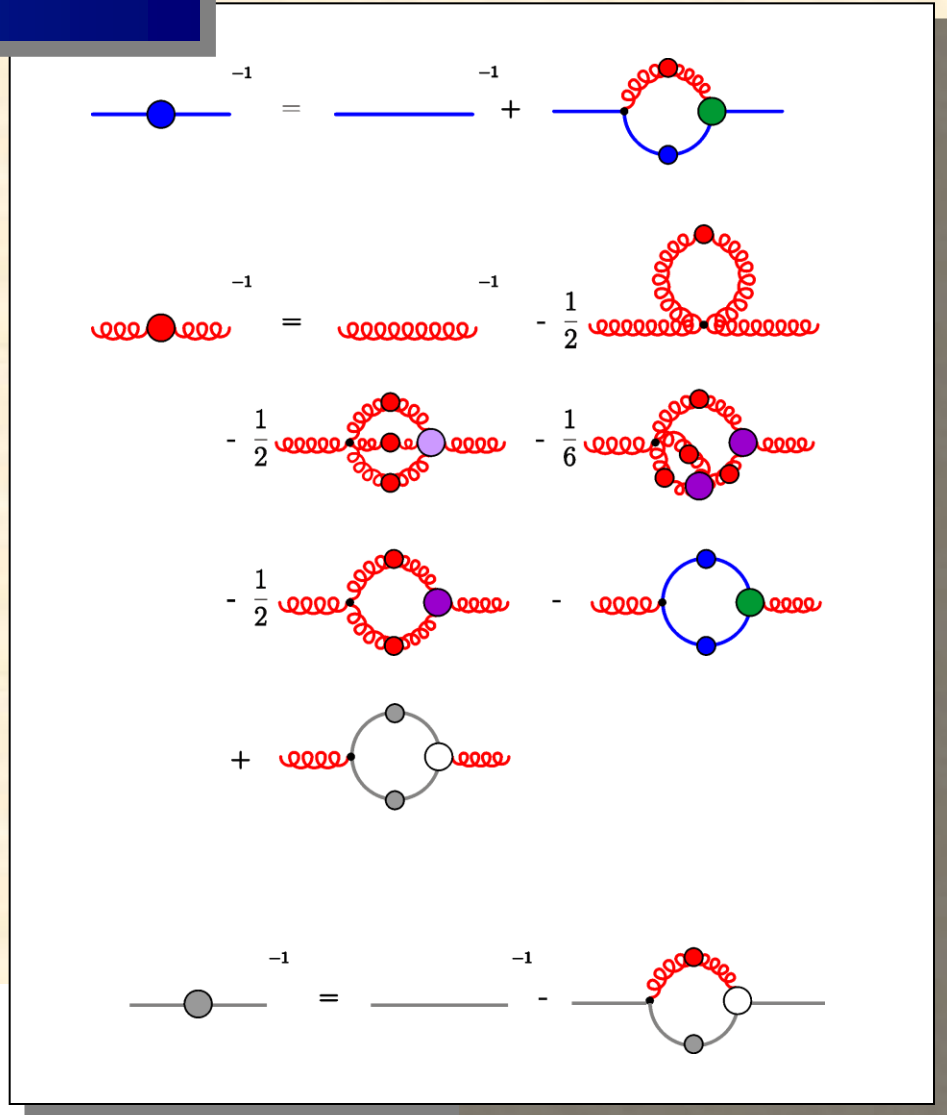 −1 = −1 +
−1 = −1 - 1/2
- 1/2 - 1/6
- 1/2 -
+
−1 = −1 -